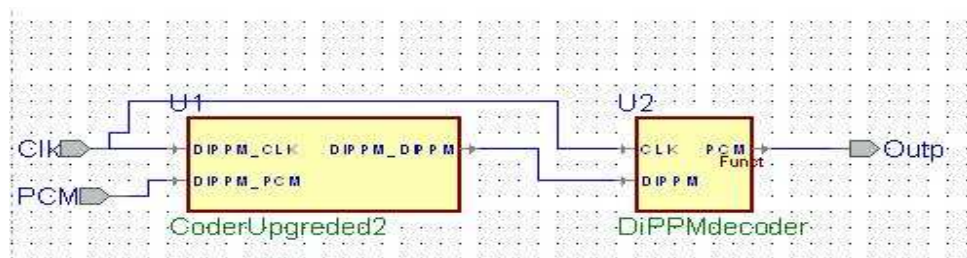 U1
U2
Clk
DIPPM_CLK DIPPM_DIPPM
CLK PCM
Funct
Outp
PCM
DIPPM_PCM
DIPPM
CoderUpgreded2
DiPPMdecoder